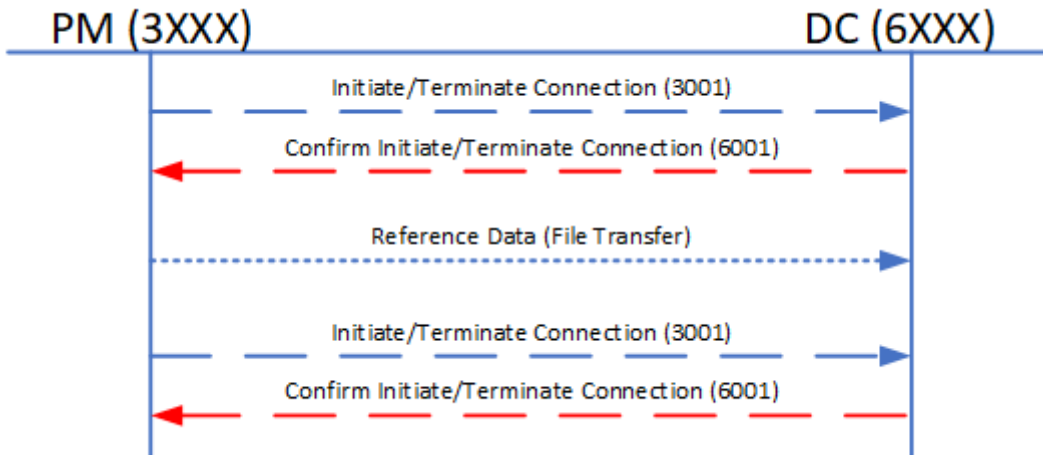 PM (3XXX)
DC (6XXX)
Initiate/Terminate Connection (3001)
Confirm Initiate/Terminate Connection (6001)
Reference Data (File Transfer)
Initiate/Terminate Connection (3001)
Confirm Initiate/Terminate Connection (6001)